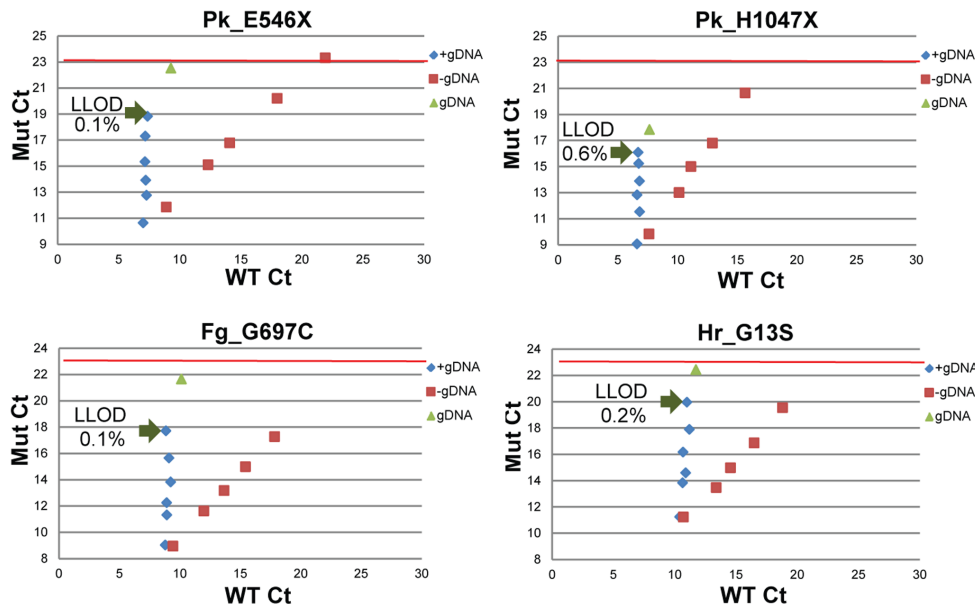 Pk_E546X
25
23
21
19
17
15
13
11
9
Mut Ct
LLOD
0.1%
0 5 10 15 20 25 30
WT Ct
+gDNA
-gDNA
gDNA
Pk_H1047X
25
23
21
19
17
15
13
11
9
Mut Ct
LLOD
0.6%
0 5 10 15 20 25 30
WT Ct
+gDNA
-gDNA
gDNA
Fg_G697C
24
22
20
18
16
14
12
10
8
Mut Ct
LLOD
0.1%
0 5 10 15 20 25 30
WT Ct
+gDNA
-gDNA
gDNA
Hr_G13S
24
22
20
18
16
14
12
10
8
Mut Ct
LLOD
0.2%
0 5 10 15 20 25 30
WT Ct
+gDNA
-gDNA
gDNA